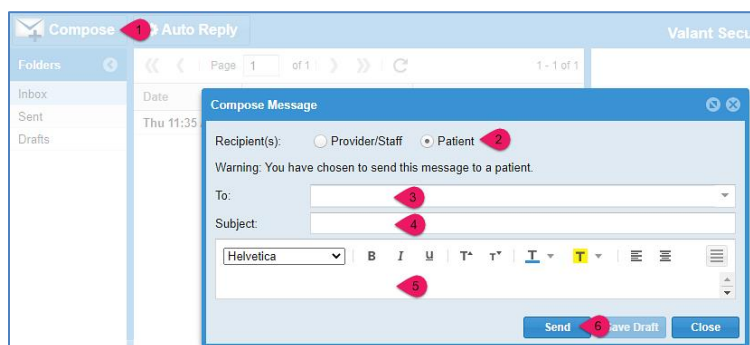 Compose 1 Auto Reply
Valant Secu
Folders
Page 1 of 1
1 - 1 of 1
Inbox
Sent
Drafts
Date
Thu 11:35
Compose Message
Recipient(s): Provider/Staff Patient 2
Warning: You have chosen to send this message to a patient.
To: 3
Subject: 4
Helvetica B I U T T T T
5
Send 6 Save Draft Close